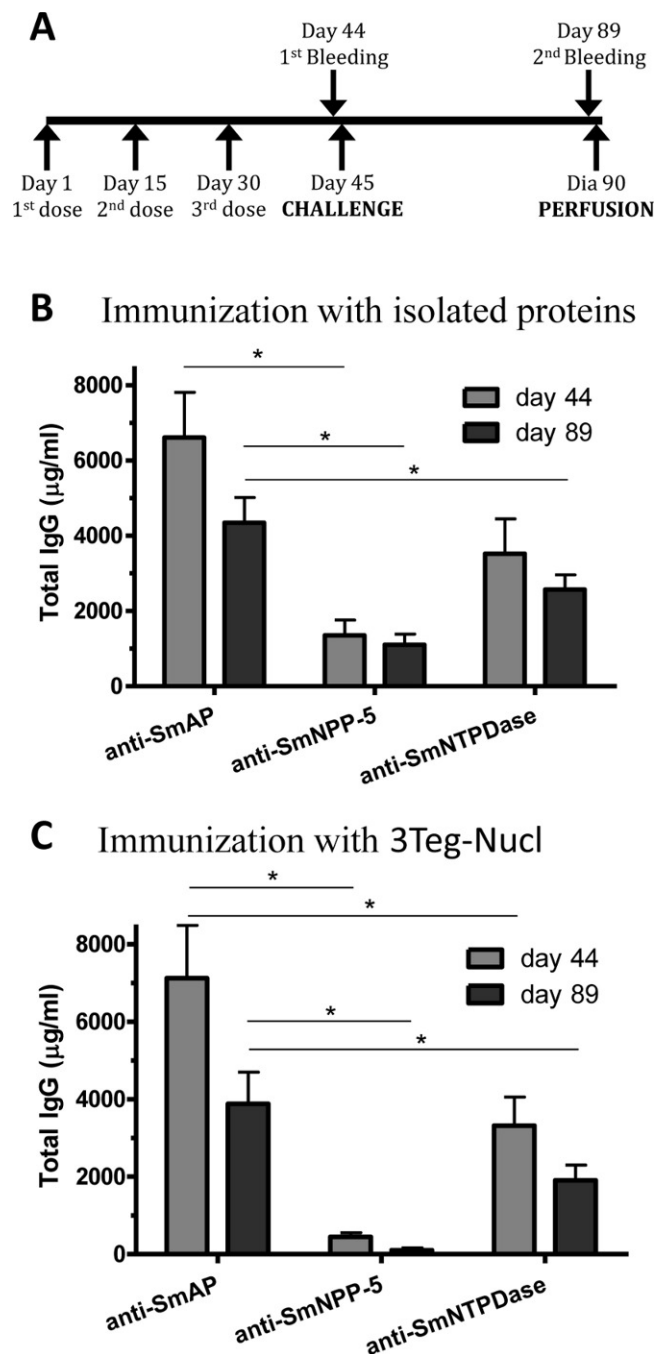 A
Day 44
1st Bleeding
Day 89
2nd Bleeding
Day 1
1st dose
Day 15
2nd dose
Day 30
3rd dose
Day 45
CHALLENGE
Dia 90
PERFUSION
B Immunization with isolated proteins
Total IgG (µg/ml)
8000
6000
4000
2000
0
*
*
*
day 44
day 89
anti-SmAP
anti-SmNPP-5
anti-SmNTPDase
C Immunization with 3Teg-Nucl
Total IgG (µg/ml)
8000
6000
4000
2000
0
*
*
*
*
day 44
day 89
anti-SmAP
anti-SmNPP-5
anti-SmNTPDase